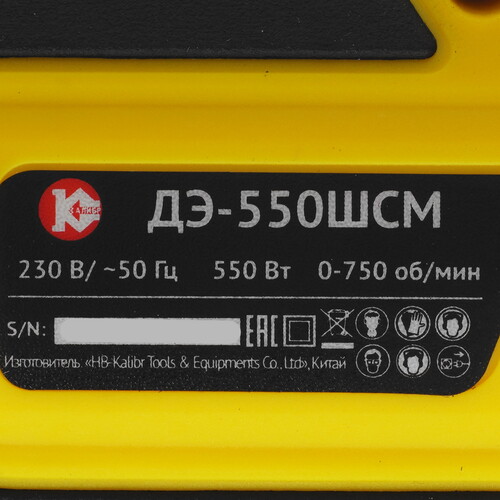 КАЛИБР
ДЭ-550ШСМ
230 В/ ~50 Гц 550 Вт 0-750 об/мин
S/N:
EAC
Изготовитель: «HB-Kalibr Tools & Equipments Co., Ltd», Китай